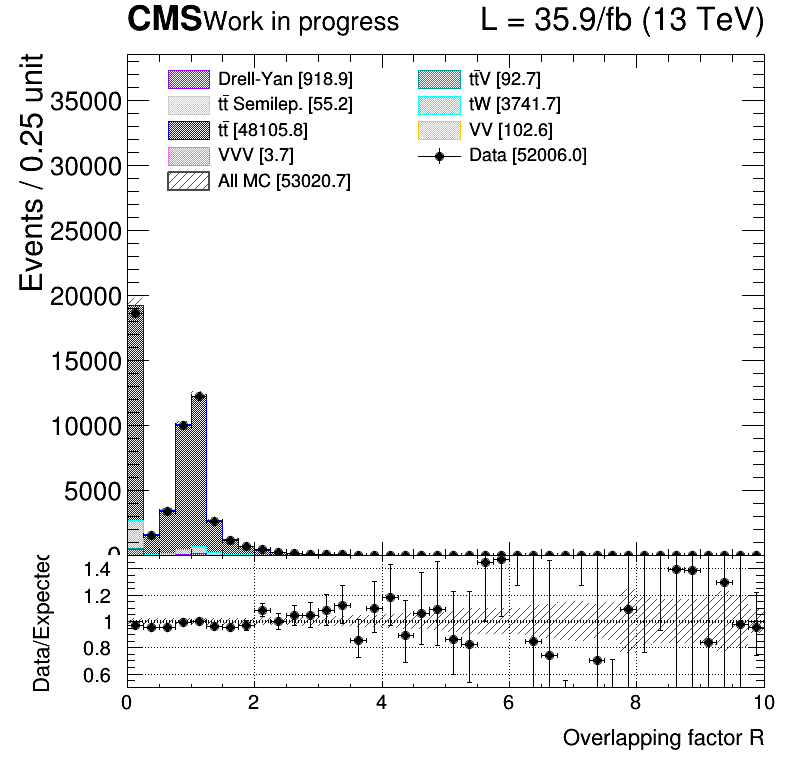 CMS Work in progress L = 35.9/fb (13 TeV)
Events / 0.25 unit
Drell-Yan [918.9]
tt̄ Semilep. [55.2]
tt̄ [48105.8]
VVV [3.7]
All MC [53020.7]
tt̄V [92.7]
tW [3741.7]
VV [102.6]
Data [52006.0]
35000
30000
25000
20000
15000
10000
5000
0
Data/Expected
1.4
1.2
1
0.8
0.6
0 2 4 6 8 10
Overlapping factor R